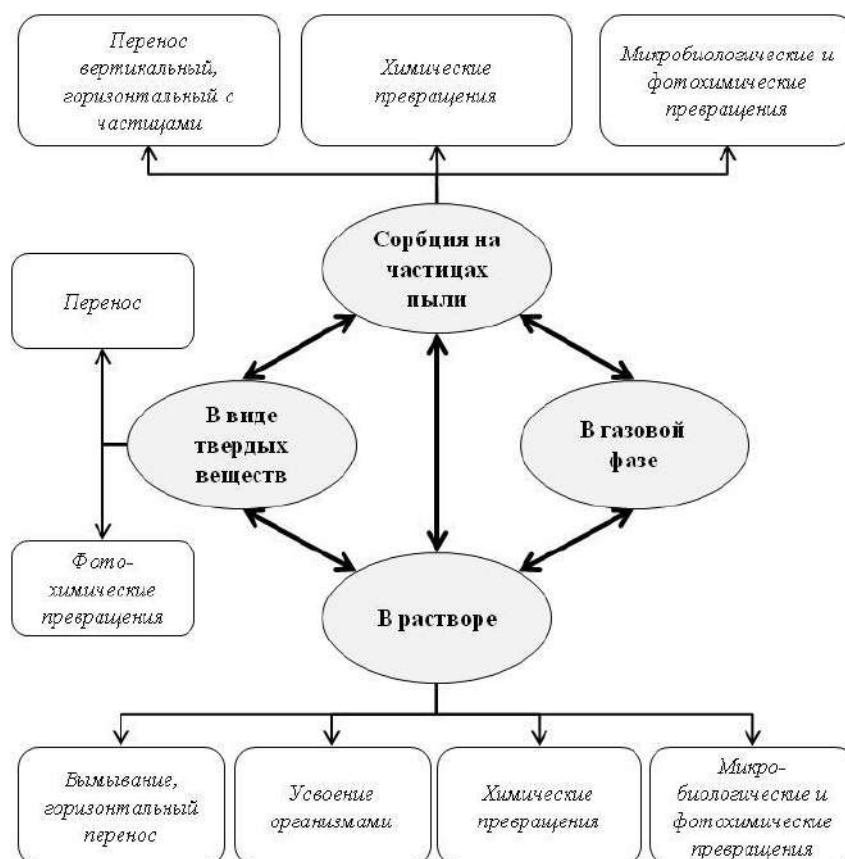 Перенос
вертикальный,
горизонтальный с
частицами
Химические
превращения
Микробиологические и
фотохимические
превращения
Сорбция на
частицах
пыли
Перенос
В виде
твердых
веществ
В газовой
фазе
Фото-
химические
превращения
В растворе
Вымывание,
горизонтальный
перенос
Усвоение
организмами
Химические
превращения
Микро-
биологические и
фотохимические
превращения